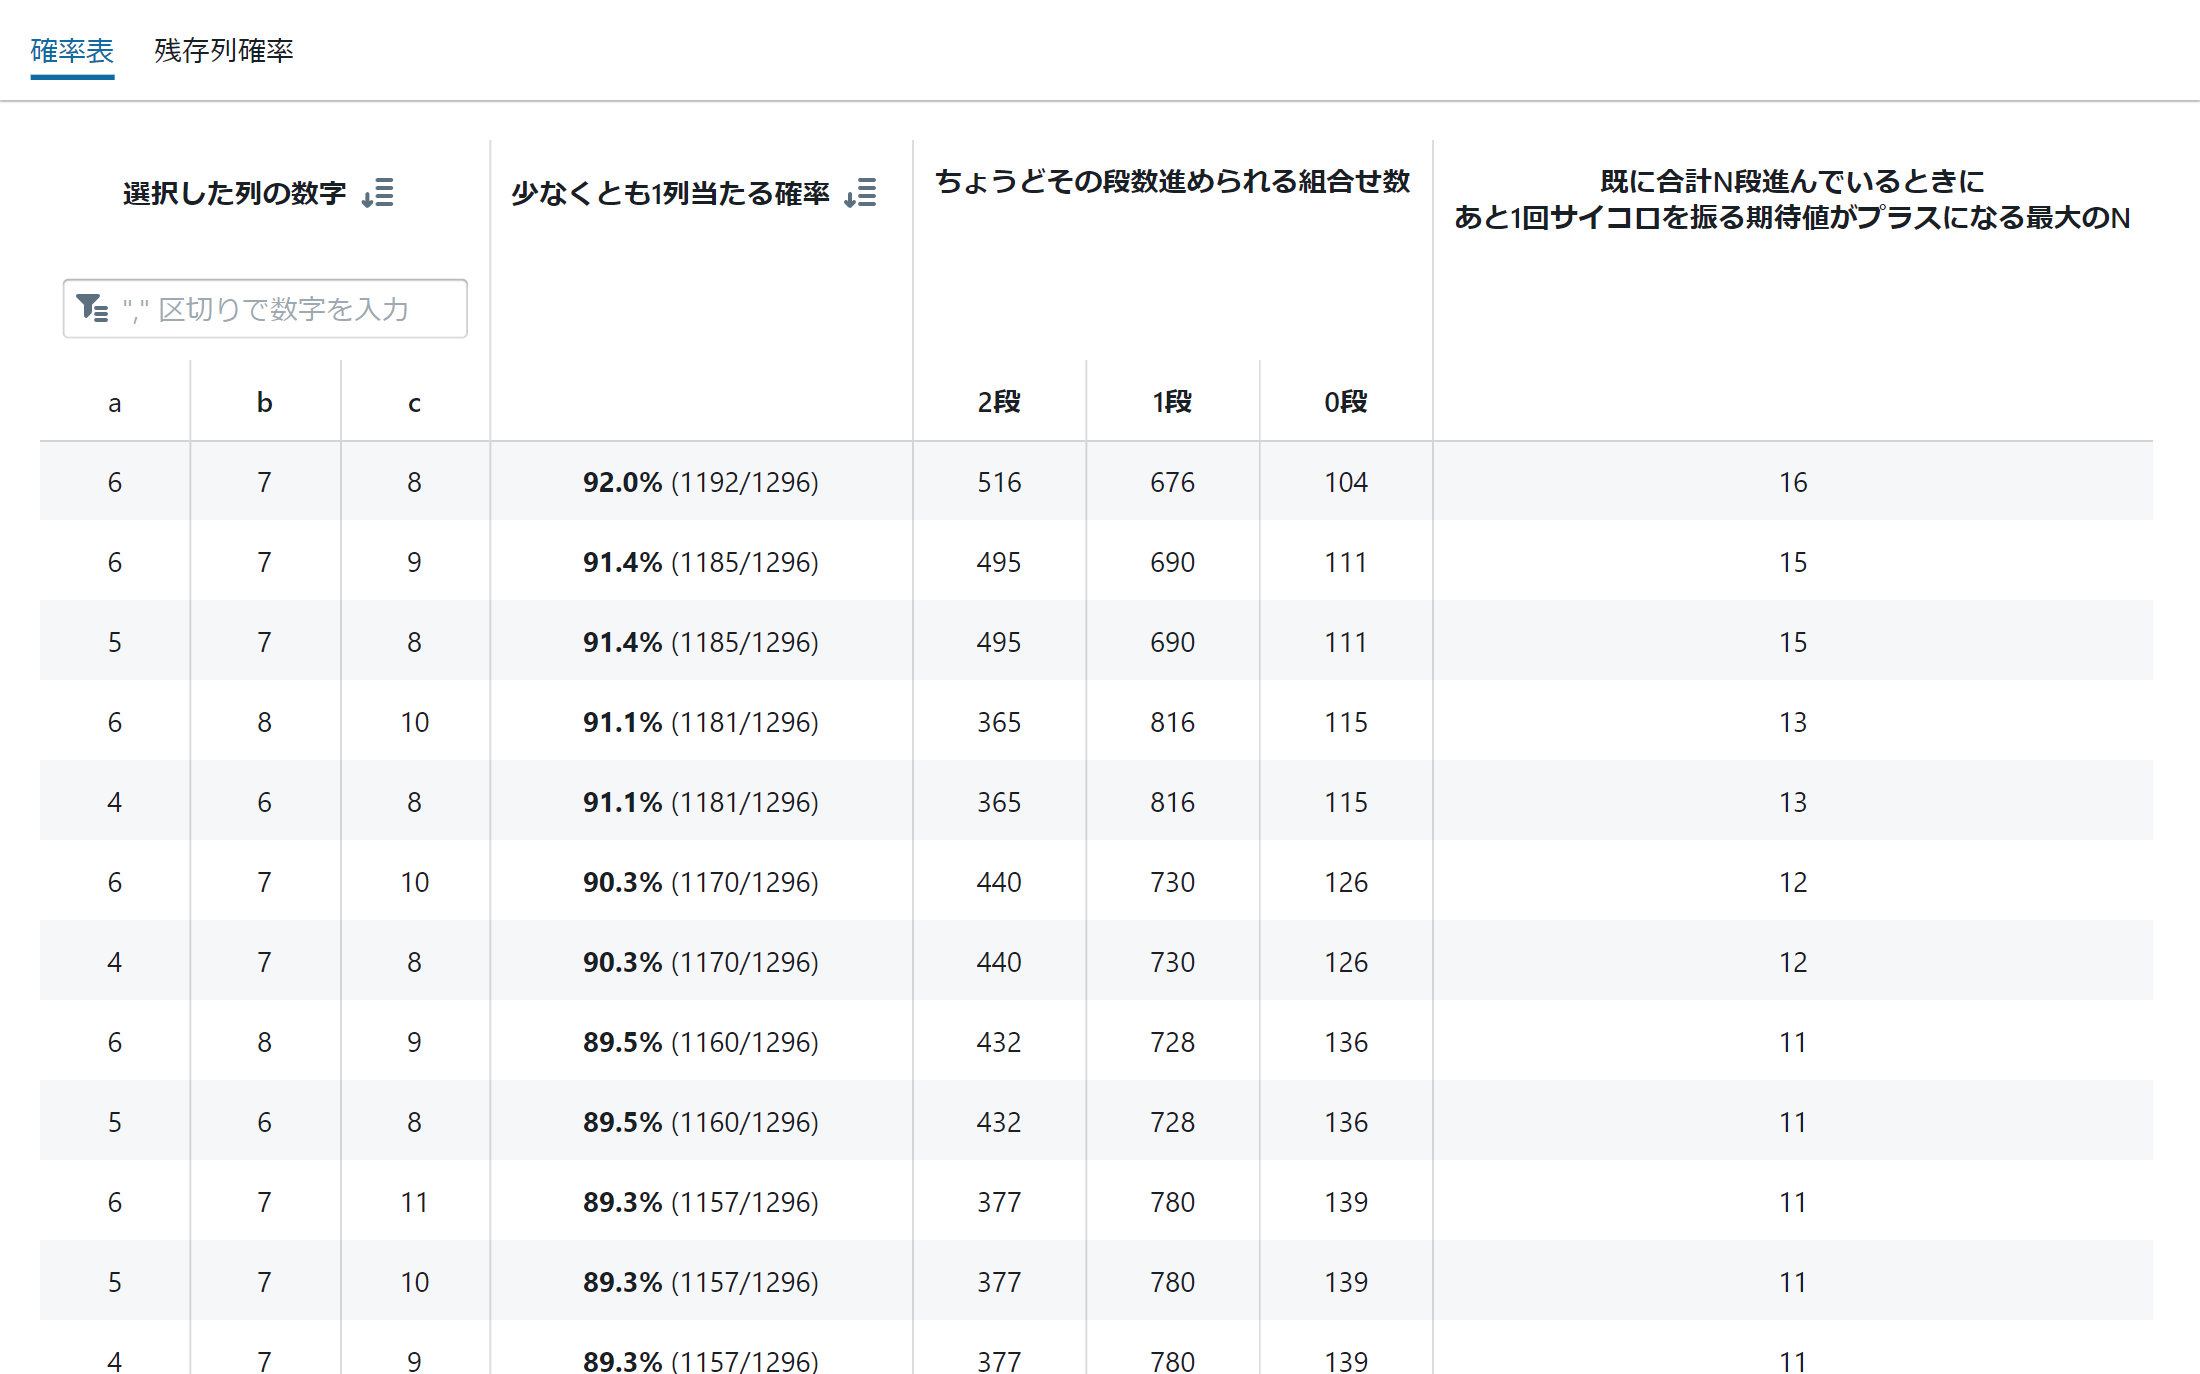 確率表 残存列確率
選択した列の数字 少なくとも1列当たる確率 ちょうどその段数進められる組合せ数 既に合計N段進んでいるときに
あと1回サイコロを振る期待値がプラスになる最大のN
"," 区切りで数字を入力
a b c 2段 1段 0段
6 7 8 92.0% (1192/1296) 516 676 104 16
6 7 9 91.4% (1185/1296) 495 690 111 15
5 7 8 91.4% (1185/1296) 495 690 111 15
6 8 10 91.1% (1181/1296) 365 816 115 13
4 6 8 91.1% (1181/1296) 365 816 115 13
6 7 10 90.3% (1170/1296) 440 730 126 12
4 7 8 90.3% (1170/1296) 440 730 126 12
6 8 9 89.5% (1160/1296) 432 728 136 11
5 6 8 89.5% (1160/1296) 432 728 136 11
6 7 11 89.3% (1157/1296) 377 780 139 11
5 7 10 89.3% (1157/1296) 377 780 139 11
4 7 9 89.3% (1157/1296) 377 780 139 11